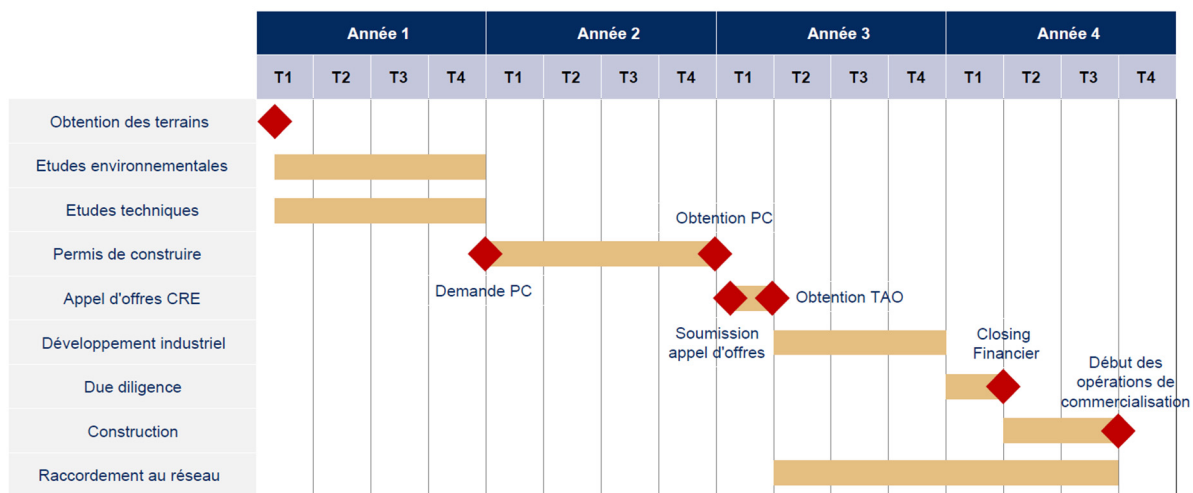 Année 1 Année 2 Année 3 Année 4
T1 T2 T3 T4 T1 T2 T3 T4 T1 T2 T3 T4 T1 T2 T3 T4
Obtention des terrains
Etudes environnementales
Etudes techniques
Obtention PC
Permis de construire
Demande PC
Appel d'offres CRE
Obtention TAO
Soumission
appel d'offres
Développement industriel
Closing
Financier
Due diligence
Début des
opérations de
commercialisation
Construction
Raccordement au réseau